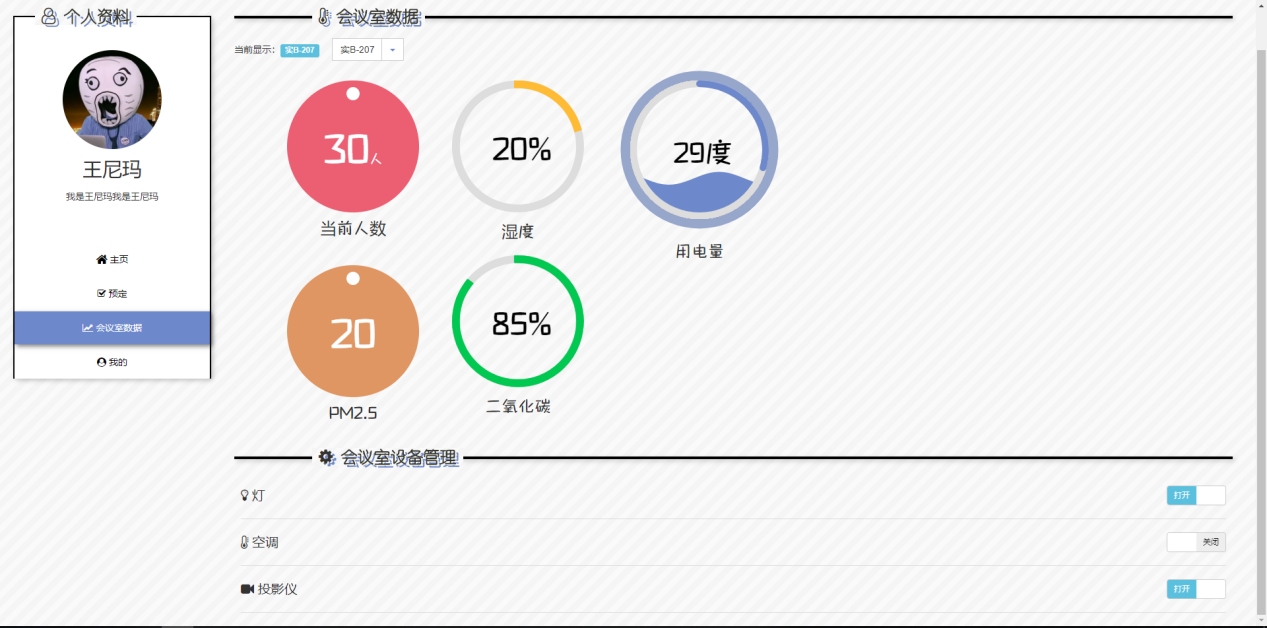 个人资料
王尼玛
我是王尼玛我是王尼玛
主页
预定
会议室数据
我的
会议室数据
当前显示: 实B-207 实B-207
30人
当前人数
20%
湿度
29度
用电量
20
PM2.5
85%
二氧化碳
会议室设备管理
灯 打开
空调 关闭
投影仪 打开